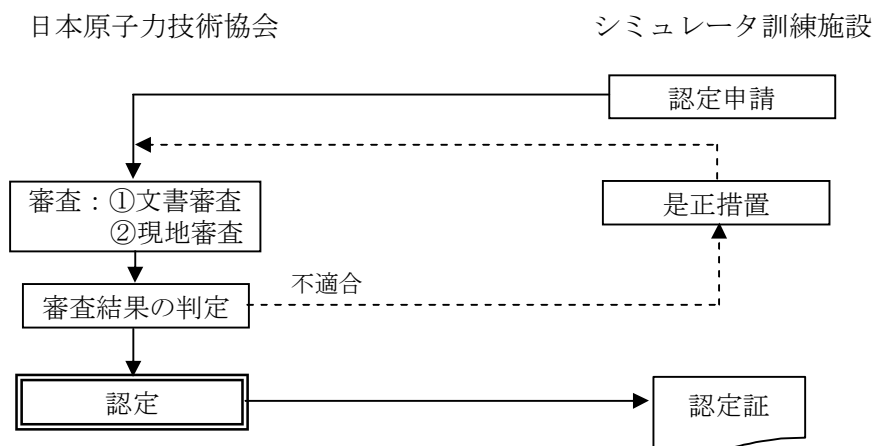 日本原子力技術協会
シミュレータ訓練施設
認定申請
審査：①文書審査
②現地審査
是正措置
不適合
審査結果の判定
認定
認定証